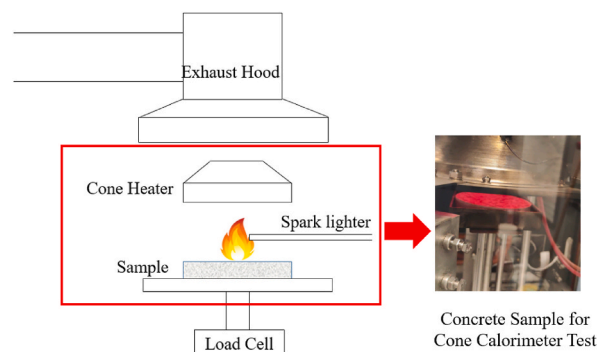 Exhaust Hood
Cone Heater
Spark lighter
Sample
Load Cell
Concrete Sample for
Cone Calorimeter Test